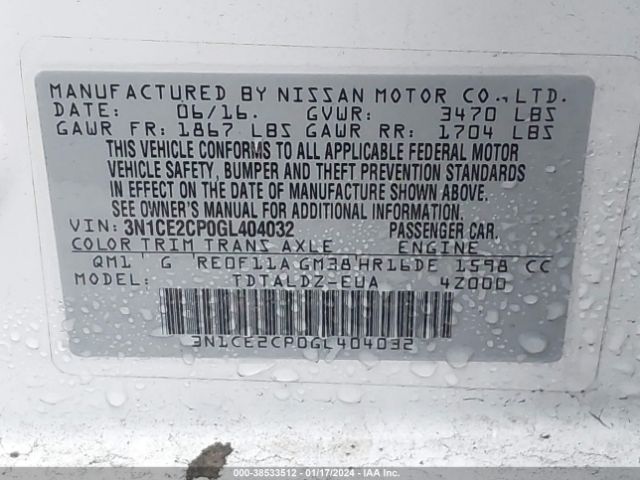 MANUFACTURED BY NISSAN MOTOR CO., LTD.
DATE: 06/16. GVWR: 3470 LBS
GAWR FR: 1867 LBS GAWR RR: 1704 LBS
THIS VEHICLE CONFORMS TO ALL APPLICABLE FEDERAL MOTOR
VEHICLE SAFETY, BUMPER AND THEFT PREVENTION STANDARDS
IN EFFECT ON THE DATE OF MANUFACTURE SHOWN ABOVE.
SEE OWNER'S MANUAL FOR ADDITIONAL INFORMATION.
VIN: 3N1CE2CP0GL404032 PASSENGER CAR.
COLOR TRIM TRANS AXLE ENGINE
QM1 G RE0F11A GM38 HR16DE 1598 CC
TDTALDZ-EUA 4Z000
3N1CE2CP0GL404032
000-38533512 - 01/17/2024 - IAA Inc.